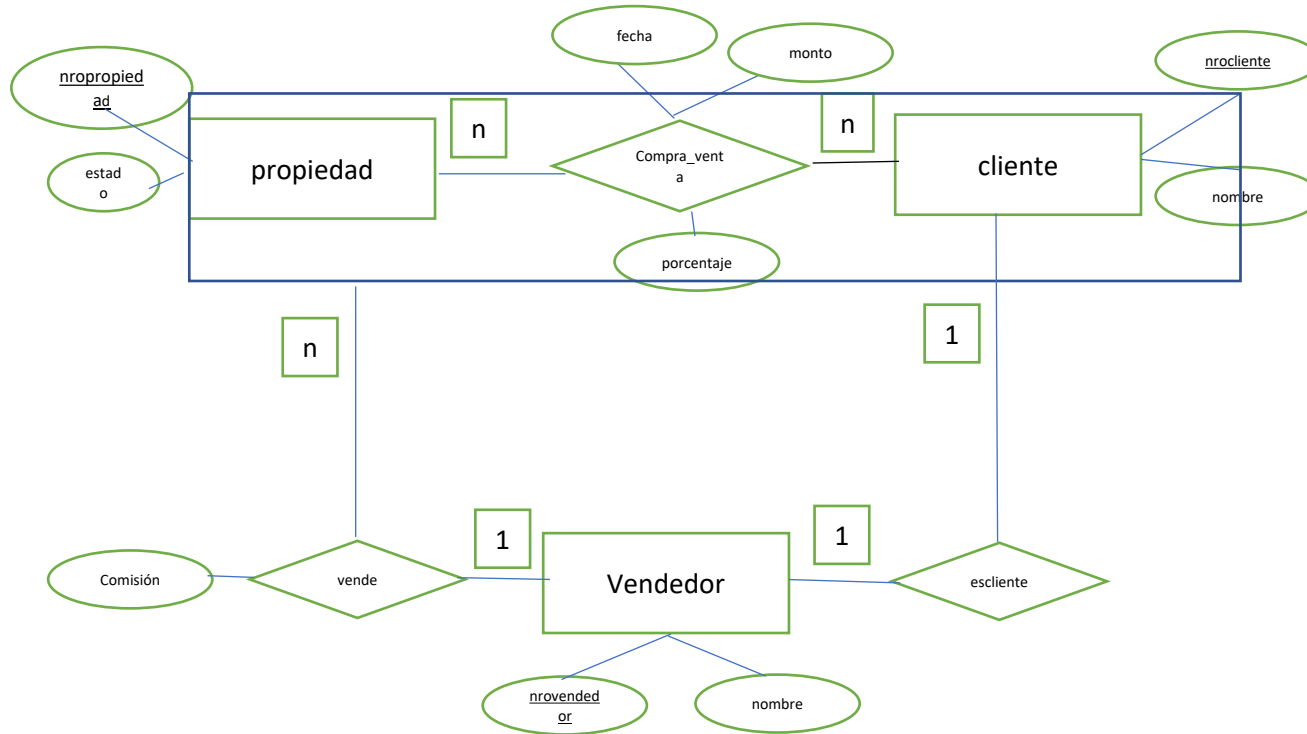 fecha
monto
nrocliente
nropropied
ad
n
n
propiedad
Compra_vent
a
cliente
estad
o
nombre
porcentaje
n
1
1
1
Comisión
vende
Vendedor
escliente
nrovended
or
nombre